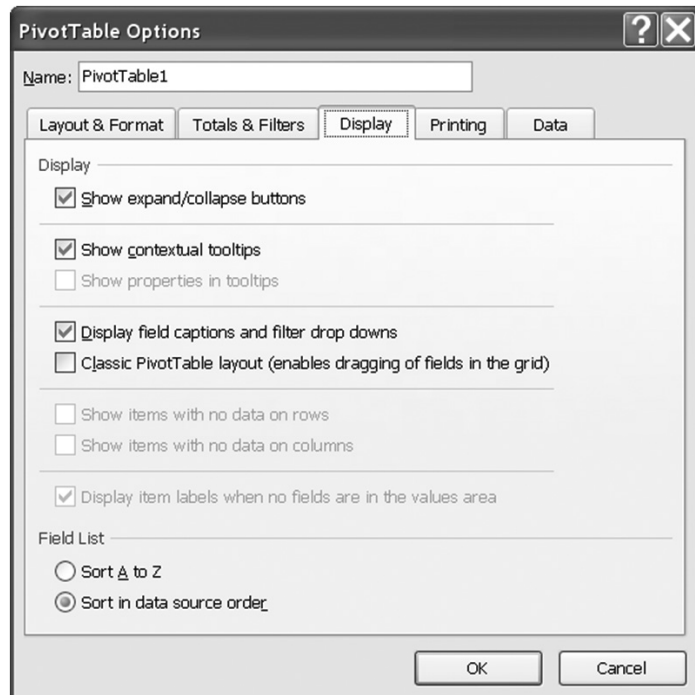 PivotTable Options
Name: PivotTable1
Layout & Format Totals & Filters Display Printing Data
Display
Show expand/collapse buttons
Show contextual tooltips
Show properties in tooltips
Display field captions and filter drop downs
Classic PivotTable layout (enables dragging of fields in the grid)
Show items with no data on rows
Show items with no data on columns
Display item labels when no fields are in the values area
Field List
Sort A to Z
Sort in data source order
OK Cancel